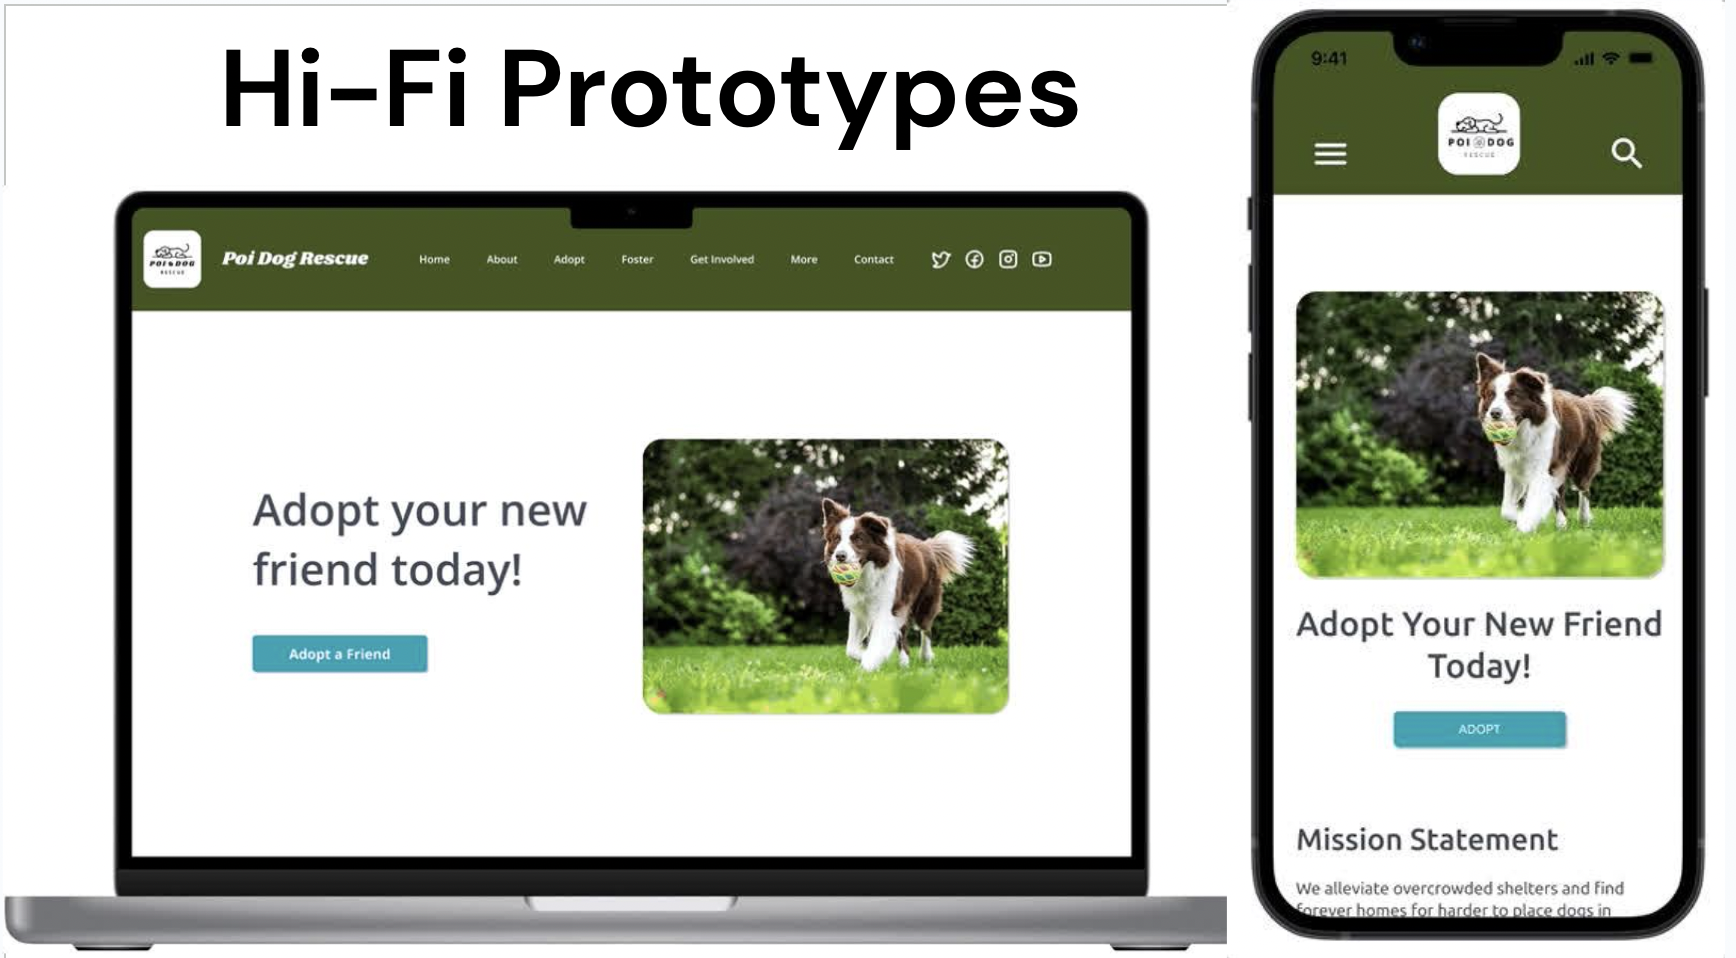 Hi-Fi Prototypes
POI DOG
RESCUE
Poi Dog Rescue
Home
About
Adopt
Foster
Get Involved
More
Contact
Adopt your new
friend today!
Adopt a Friend
9:41
POI DOG
RESCUE
Adopt Your New Friend
Today!
ADOPT
Mission Statement
We alleviate overcrowded shelters and find
forever homes for harder to place dogs in